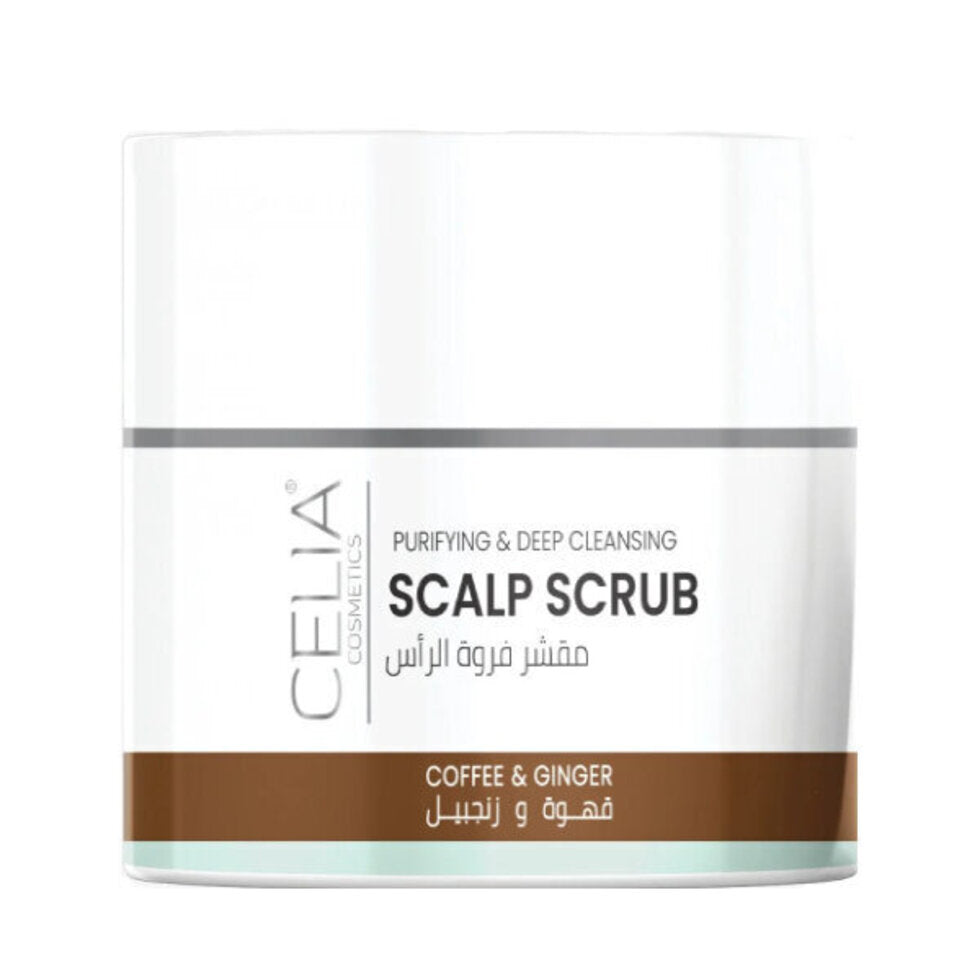 CELIA®
COSMETICS
PURIFYING & DEEP CLEANSING
SCALP SCRUB
مقشر فروة الرأس
COFFEE & GINGER
قهوة و زنجبيل